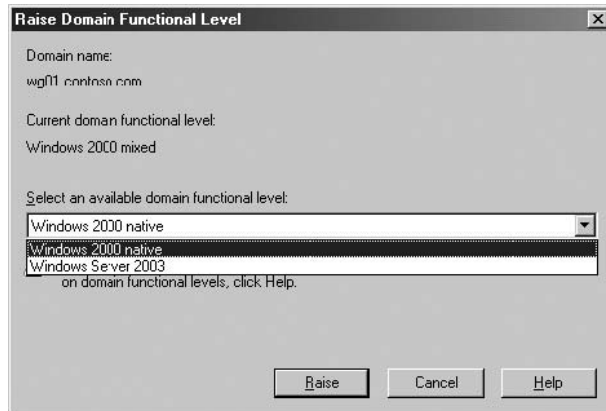 Raise Domain Functional Level
Domain name:
wg01.contoso.com
Current doman functional level:
Windows 2000 mixed
Select an available domain functional level:
Windows 2000 native
Windows 2000 native
Windows Server 2003
on domain functional levels, click Help.
Raise
Cancel
Help